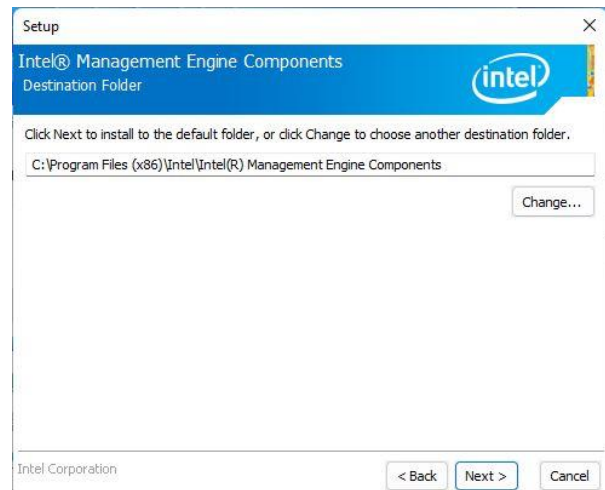 Setup
Intel® Management Engine Components
Destination Folder
intel
Click Next to install to the default folder, or click Change to choose another destination folder.
C:\Program Files (x86)\Intel\Intel(R) Management Engine Components
Change...
Intel Corporation
< Back
Next >
Cancel